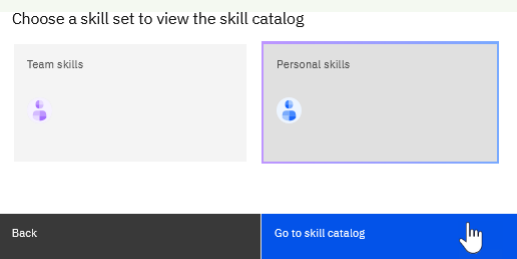 Choose a skill set to view the skill catalog
Team skills
Personal skills
Back
Go to skill catalog